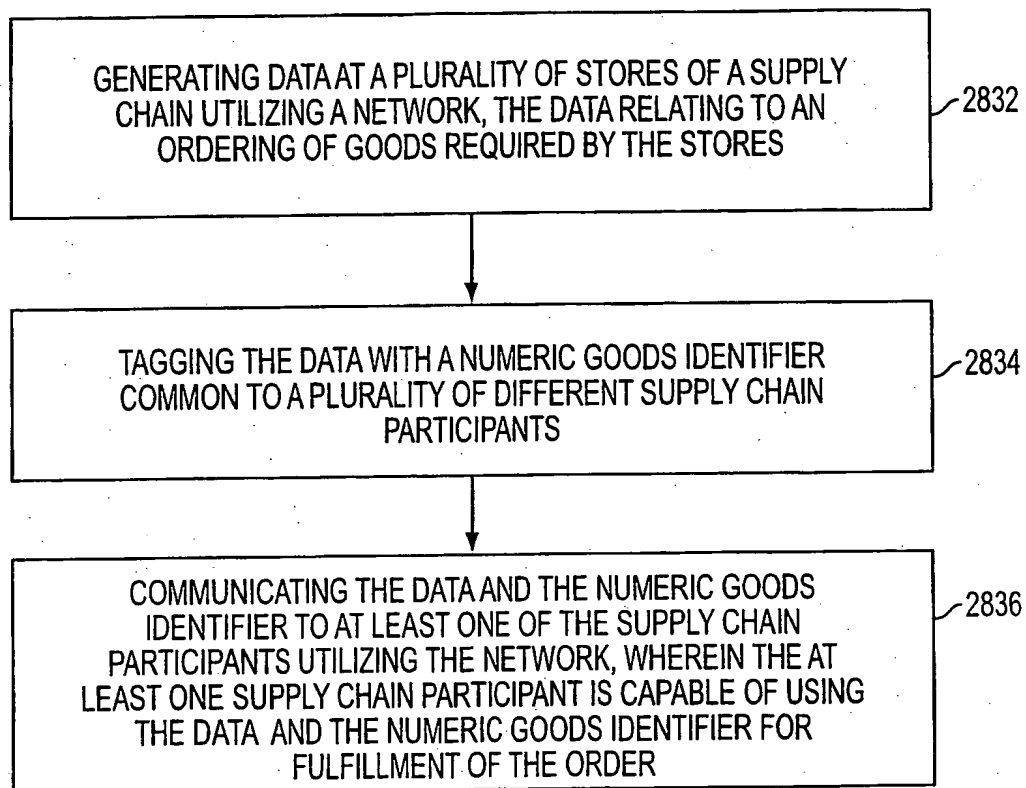 GENERATING DATA AT A PLURALITY OF STORES OF A SUPPLY
CHAIN UTILIZING A NETWORK, THE DATA RELATING TO AN
ORDERING OF GOODS REQUIRED BY THE STORES
2832
TAGGING THE DATA WITH A NUMERIC GOODS IDENTIFIER
COMMON TO A PLURALITY OF DIFFERENT SUPPLY CHAIN
PARTICIPANTS
2834
COMMUNICATING THE DATA AND THE NUMERIC GOODS
IDENTIFIER TO AT LEAST ONE OF THE SUPPLY CHAIN
PARTICIPANTS UTILIZING THE NETWORK, WHEREIN THE AT
LEAST ONE SUPPLY CHAIN PARTICIPANT IS CAPABLE OF USING
THE DATA AND THE NUMERIC GOODS IDENTIFIER FOR
FULFILLMENT OF THE ORDER
2836